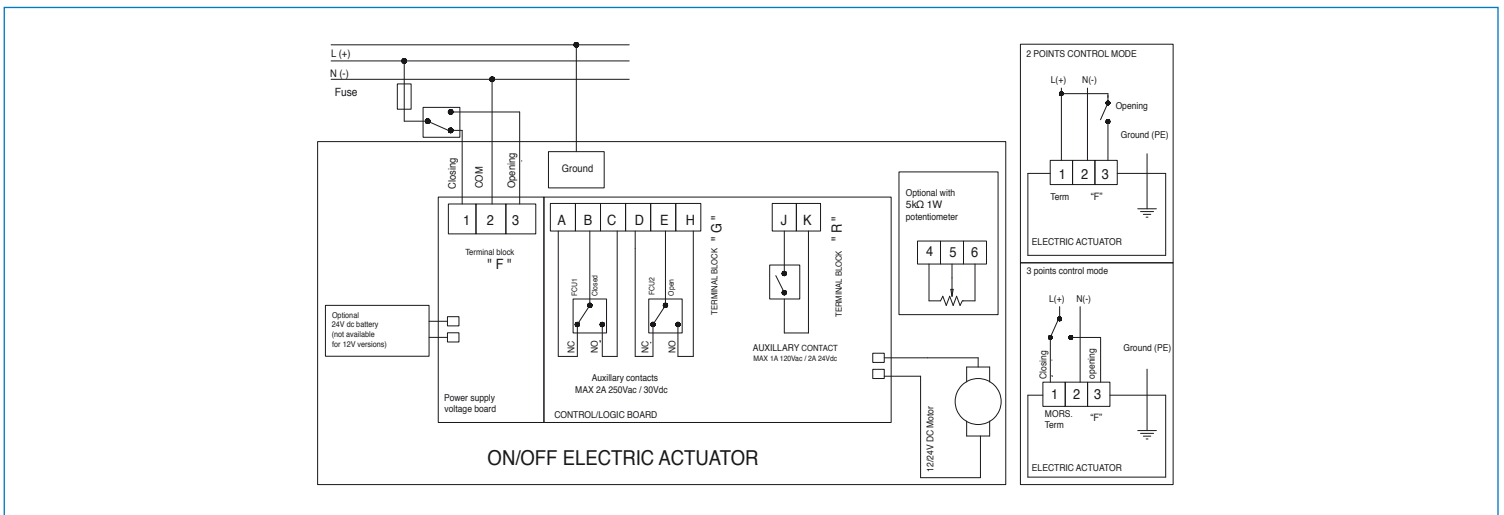 L (+)
N (-)
Fuse
Closing
COM
Opening
Ground
1 2 3
Terminal block
" F "
Optional
24V dc battery
(not available
for 12V versions)
Power supply
voltage board
A B C D E H
TERMINAL BLOCK " G "
FCU1
Closed
FCU2
Open
NC
NO
NC
NO
Auxillary contacts
MAX 2A 250Vac / 30Vdc
CONTROL/LOGIC BOARD
J K
TERMINAL BLOCK " R "
AUXILLARY CONTACT
MAX 1A 120Vac / 2A 24Vdc
Optional with
5kΩ 1W
potentiometer
4 5 6
12/24V DC Motor
ON/OFF ELECTRIC ACTUATOR
2 POINTS CONTROL MODE
L(+) N(-)
Opening
Ground (PE)
1 2 3
Term "F"
ELECTRIC ACTUATOR
3 points control mode
L(+) N(-)
Ground (PE)
Closing
opening
1 2 3
MORS.
Term "F"
ELECTRIC ACTUATOR